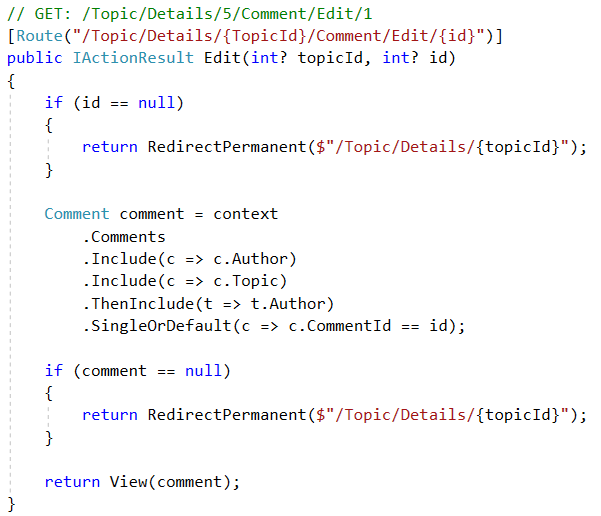 // GET: /Topic/Details/5/Comment/Edit/1
[Route("/Topic/Details/{TopicId}/Comment/Edit/{id}")]
public IActionResult Edit(int? topicId, int? id)
{
    if (id == null)
    {
        return RedirectPermanent($"/Topic/Details/{topicId}");
    }

    Comment comment = context
        .Comments
        .Include(c => c.Author)
        .Include(c => c.Topic)
        .ThenInclude(t => t.Author)
        .SingleOrDefault(c => c.CommentId == id);

    if (comment == null)
    {
        return RedirectPermanent($"/Topic/Details/{topicId}");
    }

    return View(comment);
}